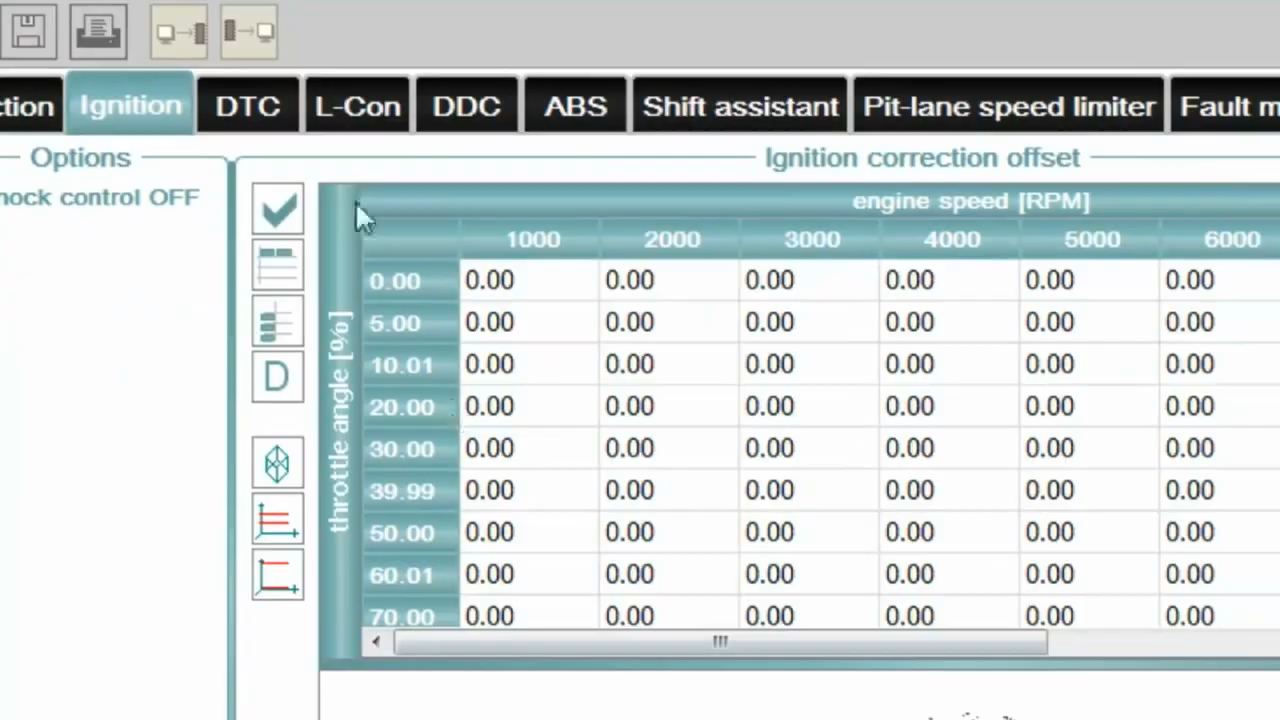 ction Ignition DTC L-Con DDC ABS Shift assistant Pit-lane speed limiter Fault m
Options
nock control OFF
Ignition correction offset
D
engine speed [RPM]
throttle angle [%]
1000 2000 3000 4000 5000 6000
0.00 0.00 0.00 0.00 0.00 0.00 0.00
5.00 0.00 0.00 0.00 0.00 0.00 0.00
10.01 0.00 0.00 0.00 0.00 0.00 0.00
20.00 0.00 0.00 0.00 0.00 0.00 0.00
30.00 0.00 0.00 0.00 0.00 0.00 0.00
39.99 0.00 0.00 0.00 0.00 0.00 0.00
50.00 0.00 0.00 0.00 0.00 0.00 0.00
60.01 0.00 0.00 0.00 0.00 0.00 0.00
70.00 0.00 0.00 0.00 0.00 0.00 0.00